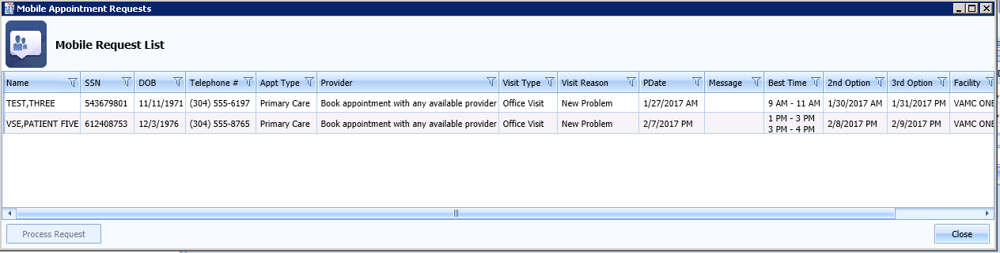 Mobile Appointment Requests
Mobile Request List
Name SSN DOB Telephone # Appt Type Provider Visit Type Visit Reason PDate Message Best Time 2nd Option 3rd Option Facility
TEST,THREE 543679801 11/11/1971 (304) 555-6197 Primary Care Book appointment with any available provider Office Visit New Problem 1/27/2017 AM 9 AM - 11 AM 1/30/2017 AM 1/31/2017 PM VAMC ONE
VSE,PATIENT FIVE 612408753 12/3/1976 (304) 555-8765 Primary Care Book appointment with any available provider Office Visit New Problem 2/7/2017 PM 1 PM - 3 PM 2/8/2017 PM 2/9/2017 PM VAMC ONE
3 PM - 4 PM
Process Request Close